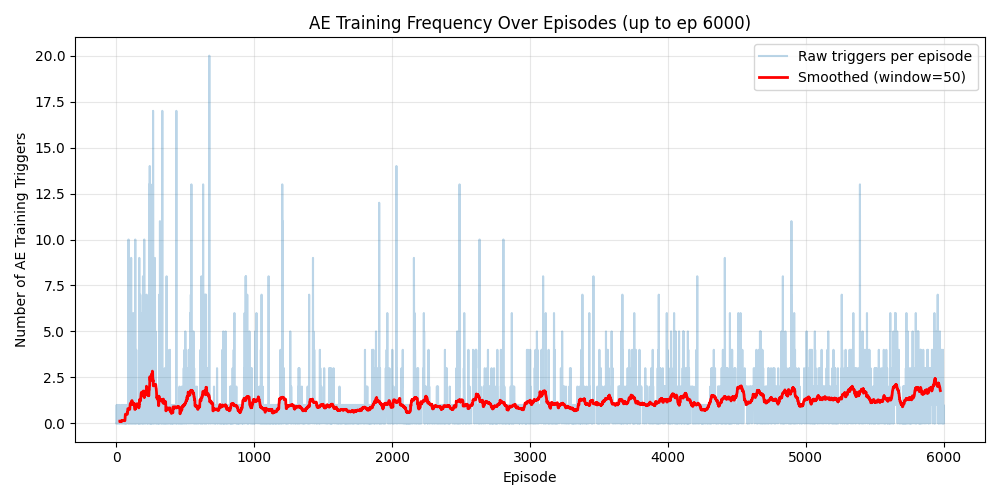 AE Training Frequency Over Episodes (up to ep 6000)
Raw triggers per episode
Smoothed (window=50)
Number of AE Training Triggers
20.0
17.5
15.0
12.5
10.0
7.5
5.0
2.5
0.0
0 1000 2000 3000 4000 5000 6000
Episode